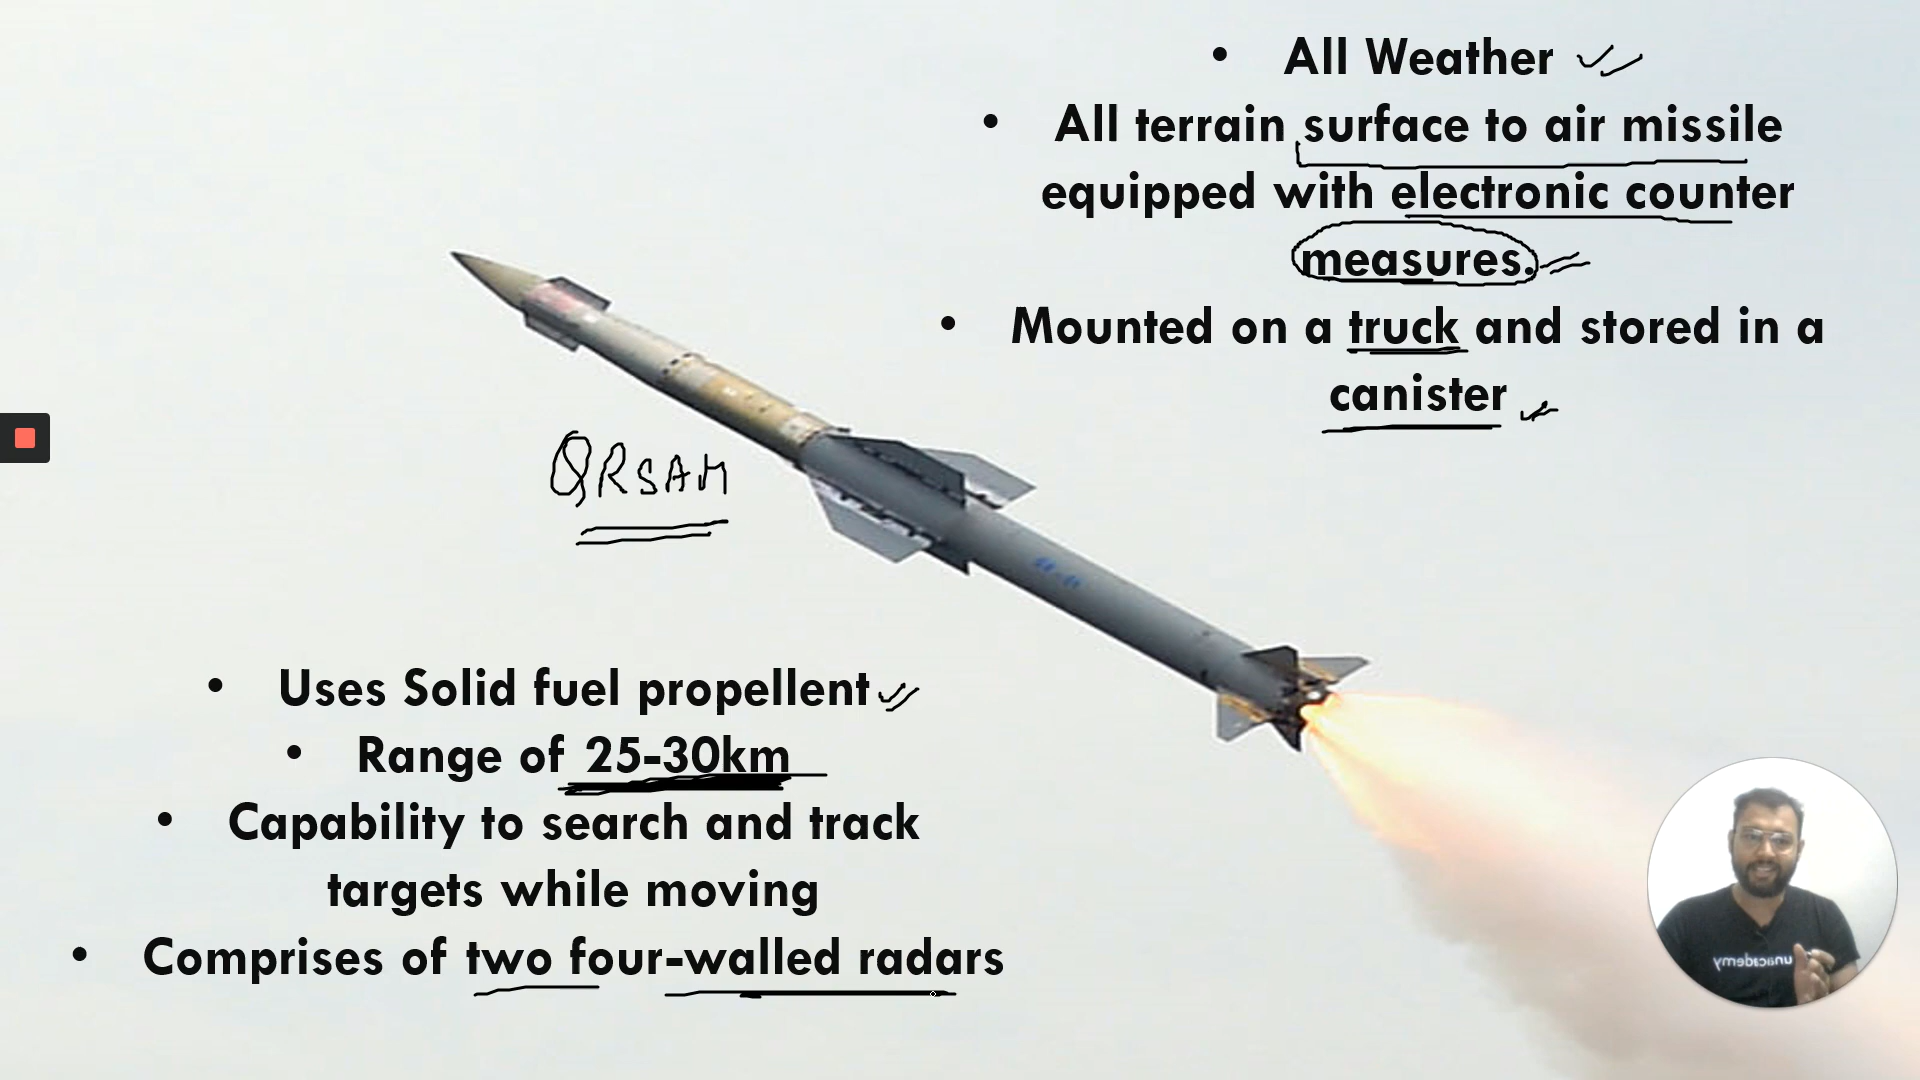 • All Weather
• All terrain surface to air missile
equipped with electronic counter
measures.
• Mounted on a truck and stored in a
canister
QRSAM
• Uses Solid fuel propellent
• Range of 25-30km
• Capability to search and track
targets while moving
• Comprises of two four-walled radars
unacademy